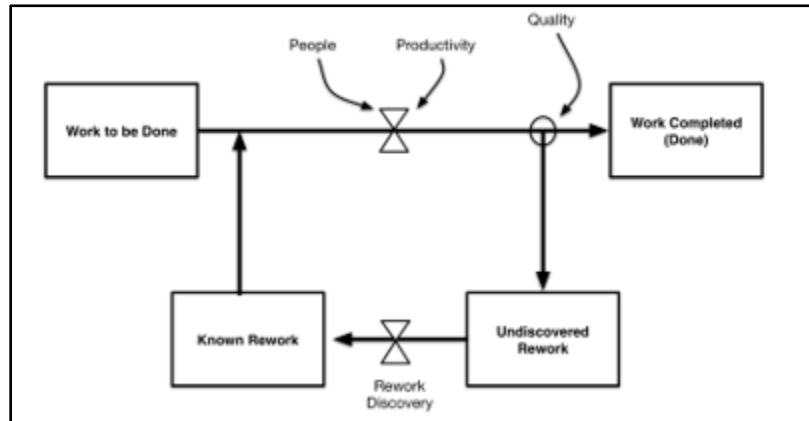 People
Productivity
Quality
Work to be Done
Work Completed
(Done)
Known Rework
Undiscovered
Rework
Rework
Discovery